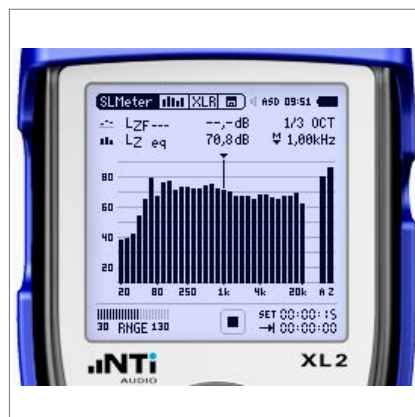 SLMeter XLR ASD 09:51
LZF--- --,-dB 1/3 OCT
LZ eq 70,8dB M 1,00kHz
80
60
40
20
20 80 250 1k 4k 20k A Z
30 RNGE 130
SET 00:00:15
00:00:00
NTi
AUDIO
XL2